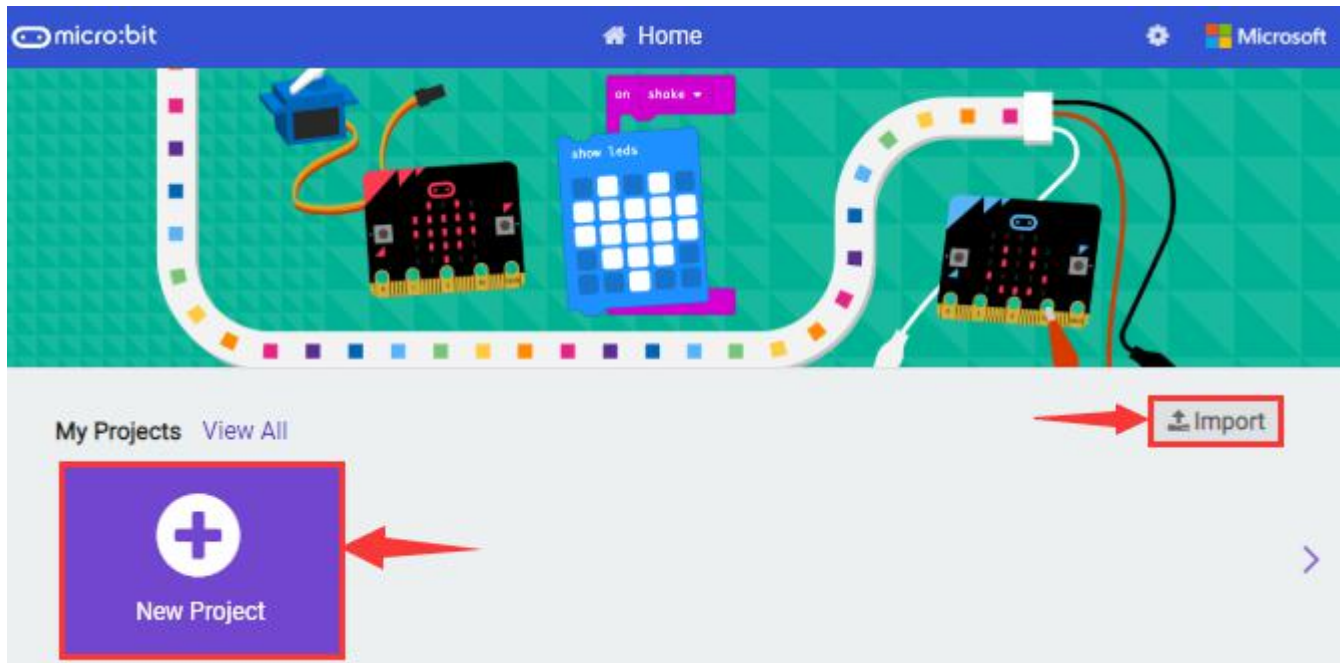 micro:bit
Home
Microsoft
on shake
show leds
My Projects View All
Import
New Project